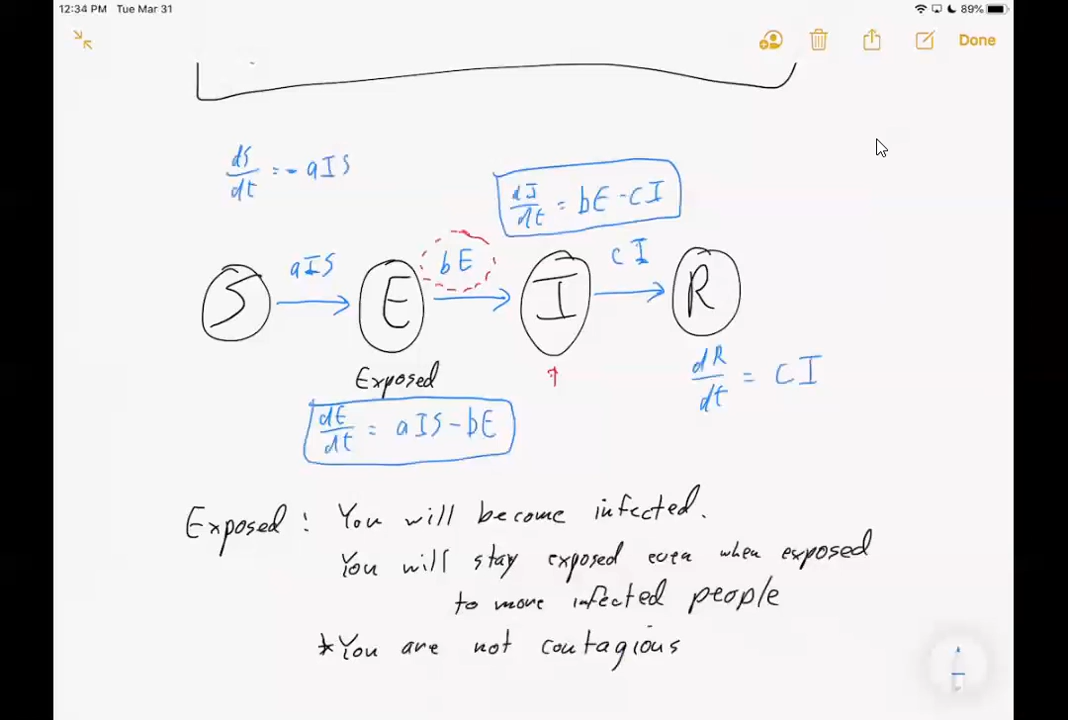 12:34 PM Tue Mar 31
89%
Done
dS/dt = -aIS
dI/dt = bE - cI
aIS
bE
cI
S
E
I
R
Exposed
dR/dt = CI
dE/dt = aIS - bE
Exposed: You will become infected.
You will stay exposed even when exposed
to more infected people
*You are not contagious